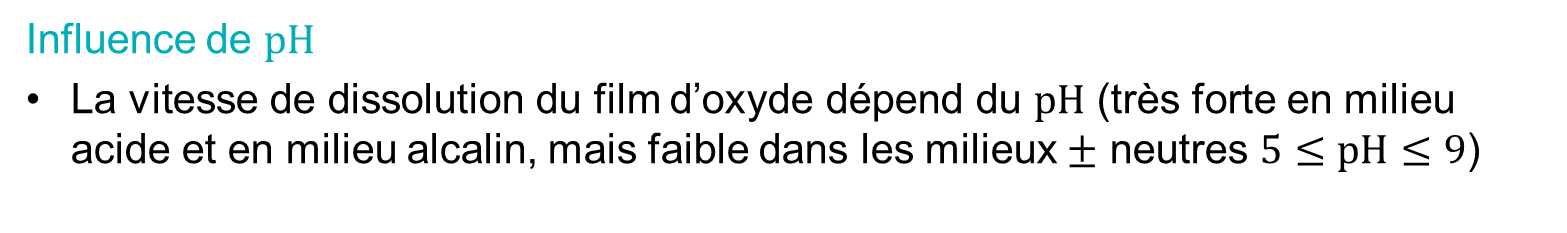 Influence de pH
• La vitesse de dissolution du film d’oxyde dépend du pH (très forte en milieu
acide et en milieu alcalin, mais faible dans les milieux ± neutres 5 ≤ pH ≤ 9)